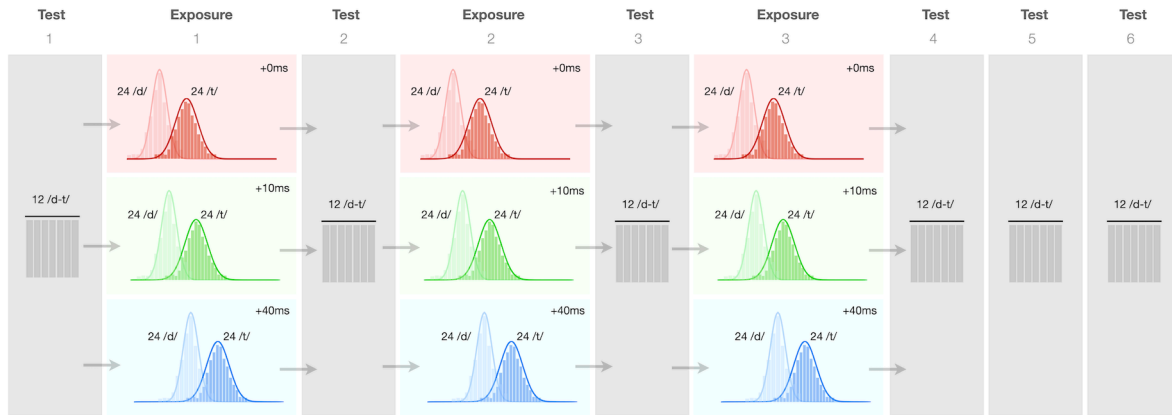 Test Exposure Test Exposure Test Exposure Test Test Test
1 1 2 2 3 3 4 5 6
+0ms +0ms +0ms
24 /d/ 24 /t/ 24 /d/ 24 /t/ 24 /d/ 24 /t/
+10ms +10ms +10ms
12 /d-t/ 12 /d-t/ 12 /d-t/ 12 /d-t/ 12 /d-t/ 12 /d-t/
24 /d/ 24 /t/ 24 /d/ 24 /t/ 24 /d/ 24 /t/
+40ms +40ms +40ms
24 /d/ 24 /t/ 24 /d/ 24 /t/ 24 /d/ 24 /t/